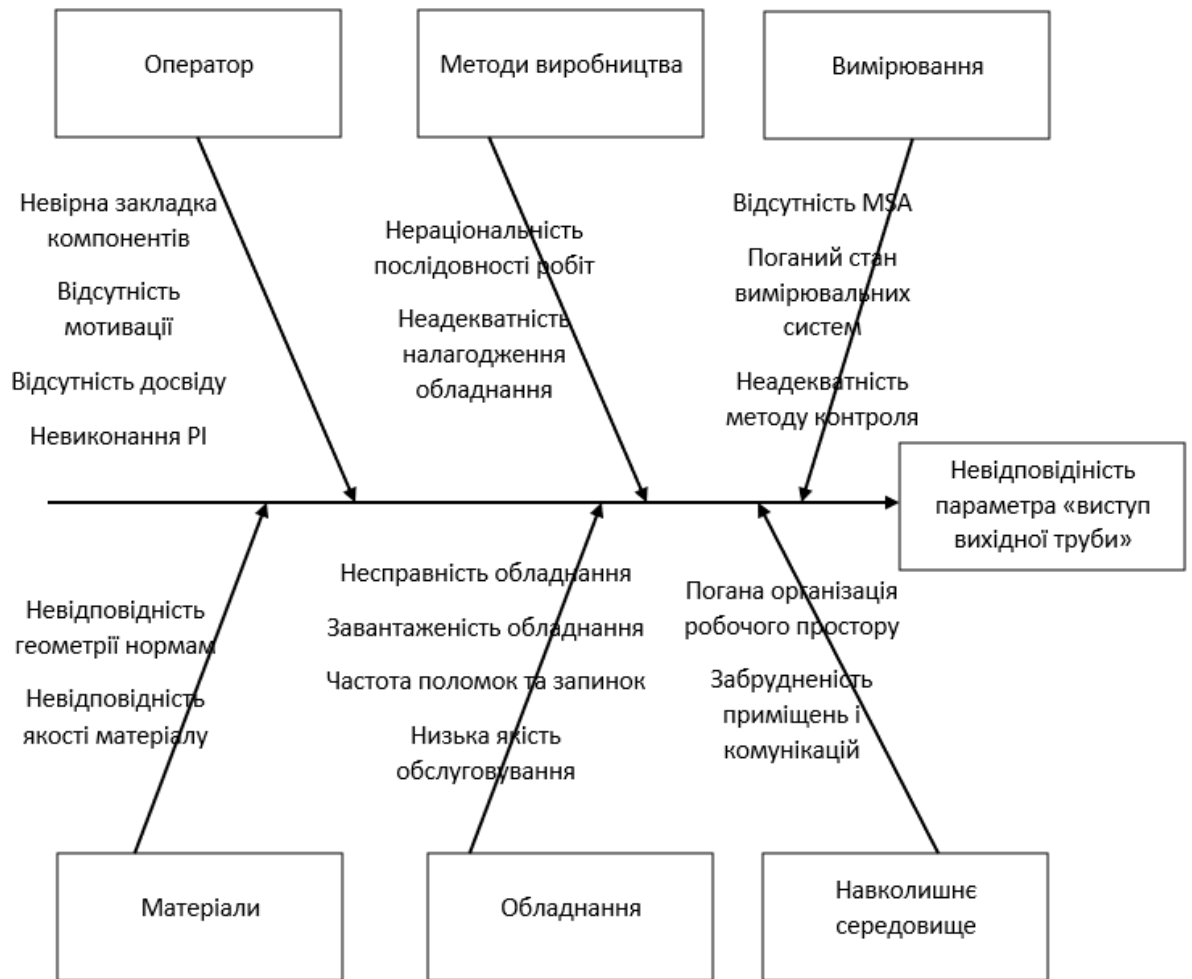 Оператор
Методи виробництва
Вимірювання
Невірна закладка
компонентів
Відсутність
мотивації
Відсутність досвіду
Невиконання РІ
Нераціональність
послідовності робіт
Неадекватність
налагодження
обладнання
Відсутність MSA
Поганий стан
вимірювальних
систем
Неадекватність
методу контроля
Невідповідіність
параметра «виступ
вихідної труби»
Невідповідність
геометрії нормам
Невідповідність
якості матеріалу
Несправність обладнання
Завантаженість обладнання
Частота поломок та запинок
Низька якість
обслуговування
Погана організація
робочого простору
Забрудненість
приміщень і
комунікацій
Матеріали
Обладнання
Навколишнє
середовище